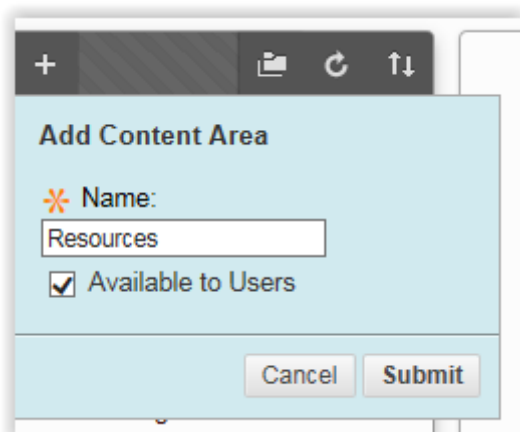 Add Content Area
Name:
Resources
Available to Users
Cancel Submit